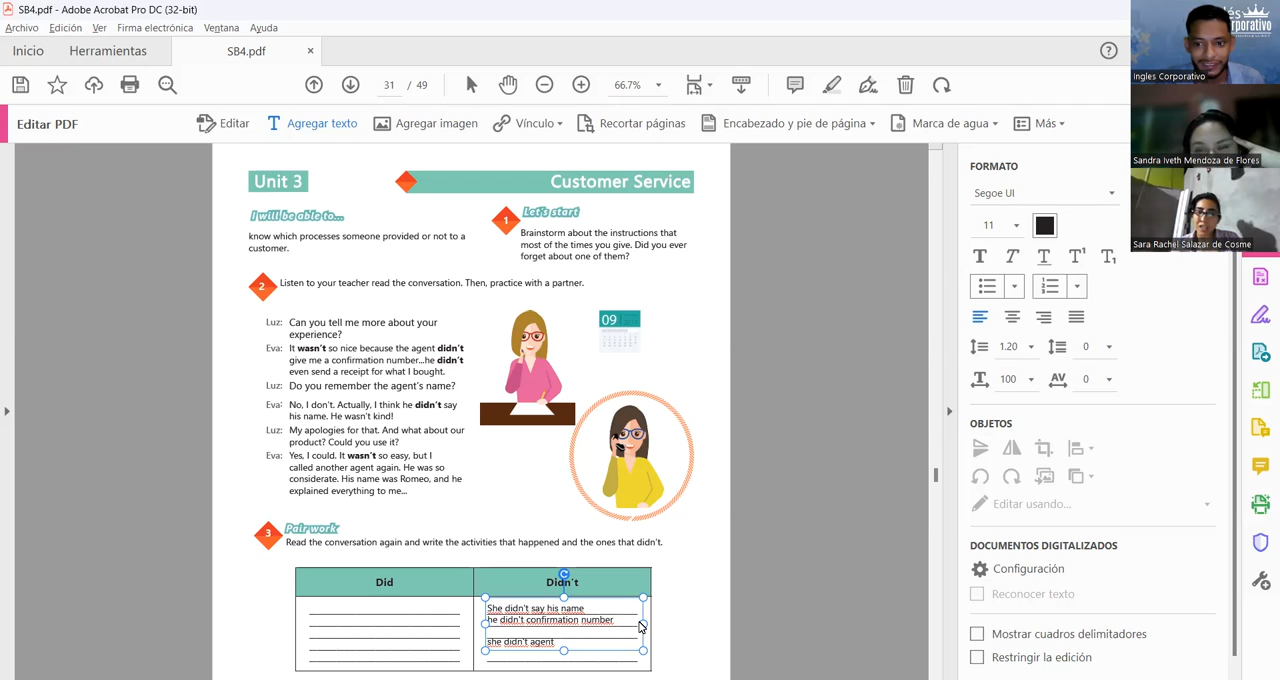 SB4.pdf - Adobe Acrobat Pro DC (32-bit)
Archivo Edición Ver Firma electrónica Ventana Ayuda
Inicio Herramientas SB4.pdf ×
31 / 49 66.7%
Editar PDF Editar Agregar texto Agregar imagen Vínculo Recortar páginas Encabezado y pie de página Marca de agua Más
Unit 3 Customer Service
I will be able to...
know which processes someone provided or not to a
customer.
1 Let's start
Brainstorm about the instructions that
most of the times you give. Did you ever
forget about one of them?
2 Listen to your teacher read the conversation. Then, practice with a partner.
Luz: Can you tell me more about your
experience?
Eva: It wasn't so nice because the agent didn't
give me a confirmation number...he didn't
even send a receipt for what I bought.
Luz: Do you remember the agent's name?
Eva: No, I don't. Actually, I think he didn't say
his name. He wasn't kind!
Luz: My apologies for that. And what about our
product? Could you use it?
Eva: Yes, I could. It wasn't so easy, but I
called another agent again. He was so
considerate. His name was Romeo, and he
explained everything to me...
09
3 Pair work
Read the conversation again and write the activities that happened and the ones that didn't.
Did Didn't
She didn't say his name
he didn't confirmation number
she didn't agent
FORMATO
Segoe UI
11
1.20 0
100 AV 0
OBJETOS
Editar usando...
DOCUMENTOS DIGITALIZADOS
Configuración
Reconocer texto
Mostrar cuadros delimitadores
Restringir la edición
Corporativo
Ingles Corporativo
Sandra Iveth Mendoza de Flores
Sara Rachel Salazar de Cosme